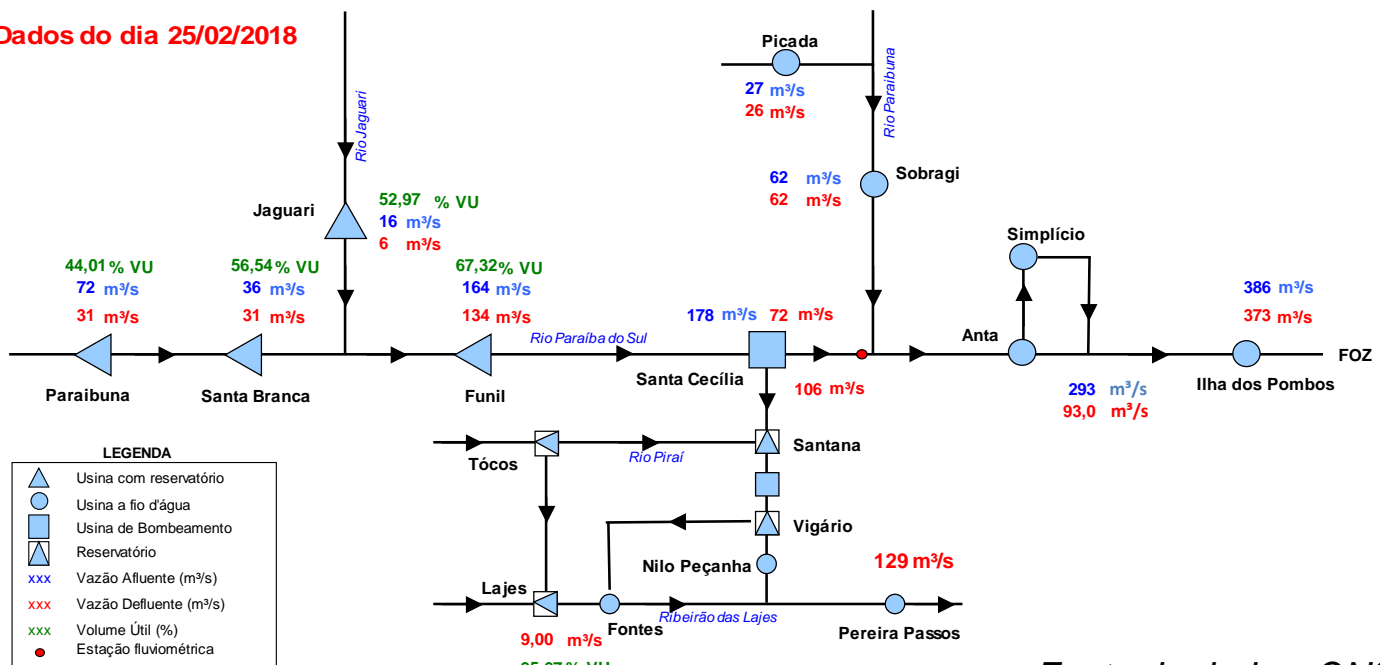 Dados do dia 25/02/2018
Picada
27 m³/s
26 m³/s
Rio Paraibuna
Rio Jaguari
62 m³/s
62 m³/s
Sobragi
Jaguari
52,97 % VU
16 m³/s
6 m³/s
Simplício
44,01% VU
72 m³/s
31 m³/s
56,54% VU
36 m³/s
31 m³/s
67,32% VU
164 m³/s
134 m³/s
Rio Paraíba do Sul
178 m³/s 72 m³/s
386 m³/s
373 m³/s
Anta
FOZ
Paraibuna
Santa Branca
Funil
Santa Cecília
106 m³/s
293 m³/s
93,0 m³/s
Ilha dos Pombos
Tócos
Rio Piraí
Santana
Vigário
Nilo Peçanha
129 m³/s
Lajes
Fontes
Ribeirão das Lajes
Pereira Passos
9,00 m³/s
LEGENDA
Usina com reservatório
Usina a fio d'água
Usina de Bombeamento
Reservatório
xxx Vazão Afluente (m³/s)
xxx Vazão Defluente (m³/s)
xxx Volume Útil (%)
Estação fluviométrica